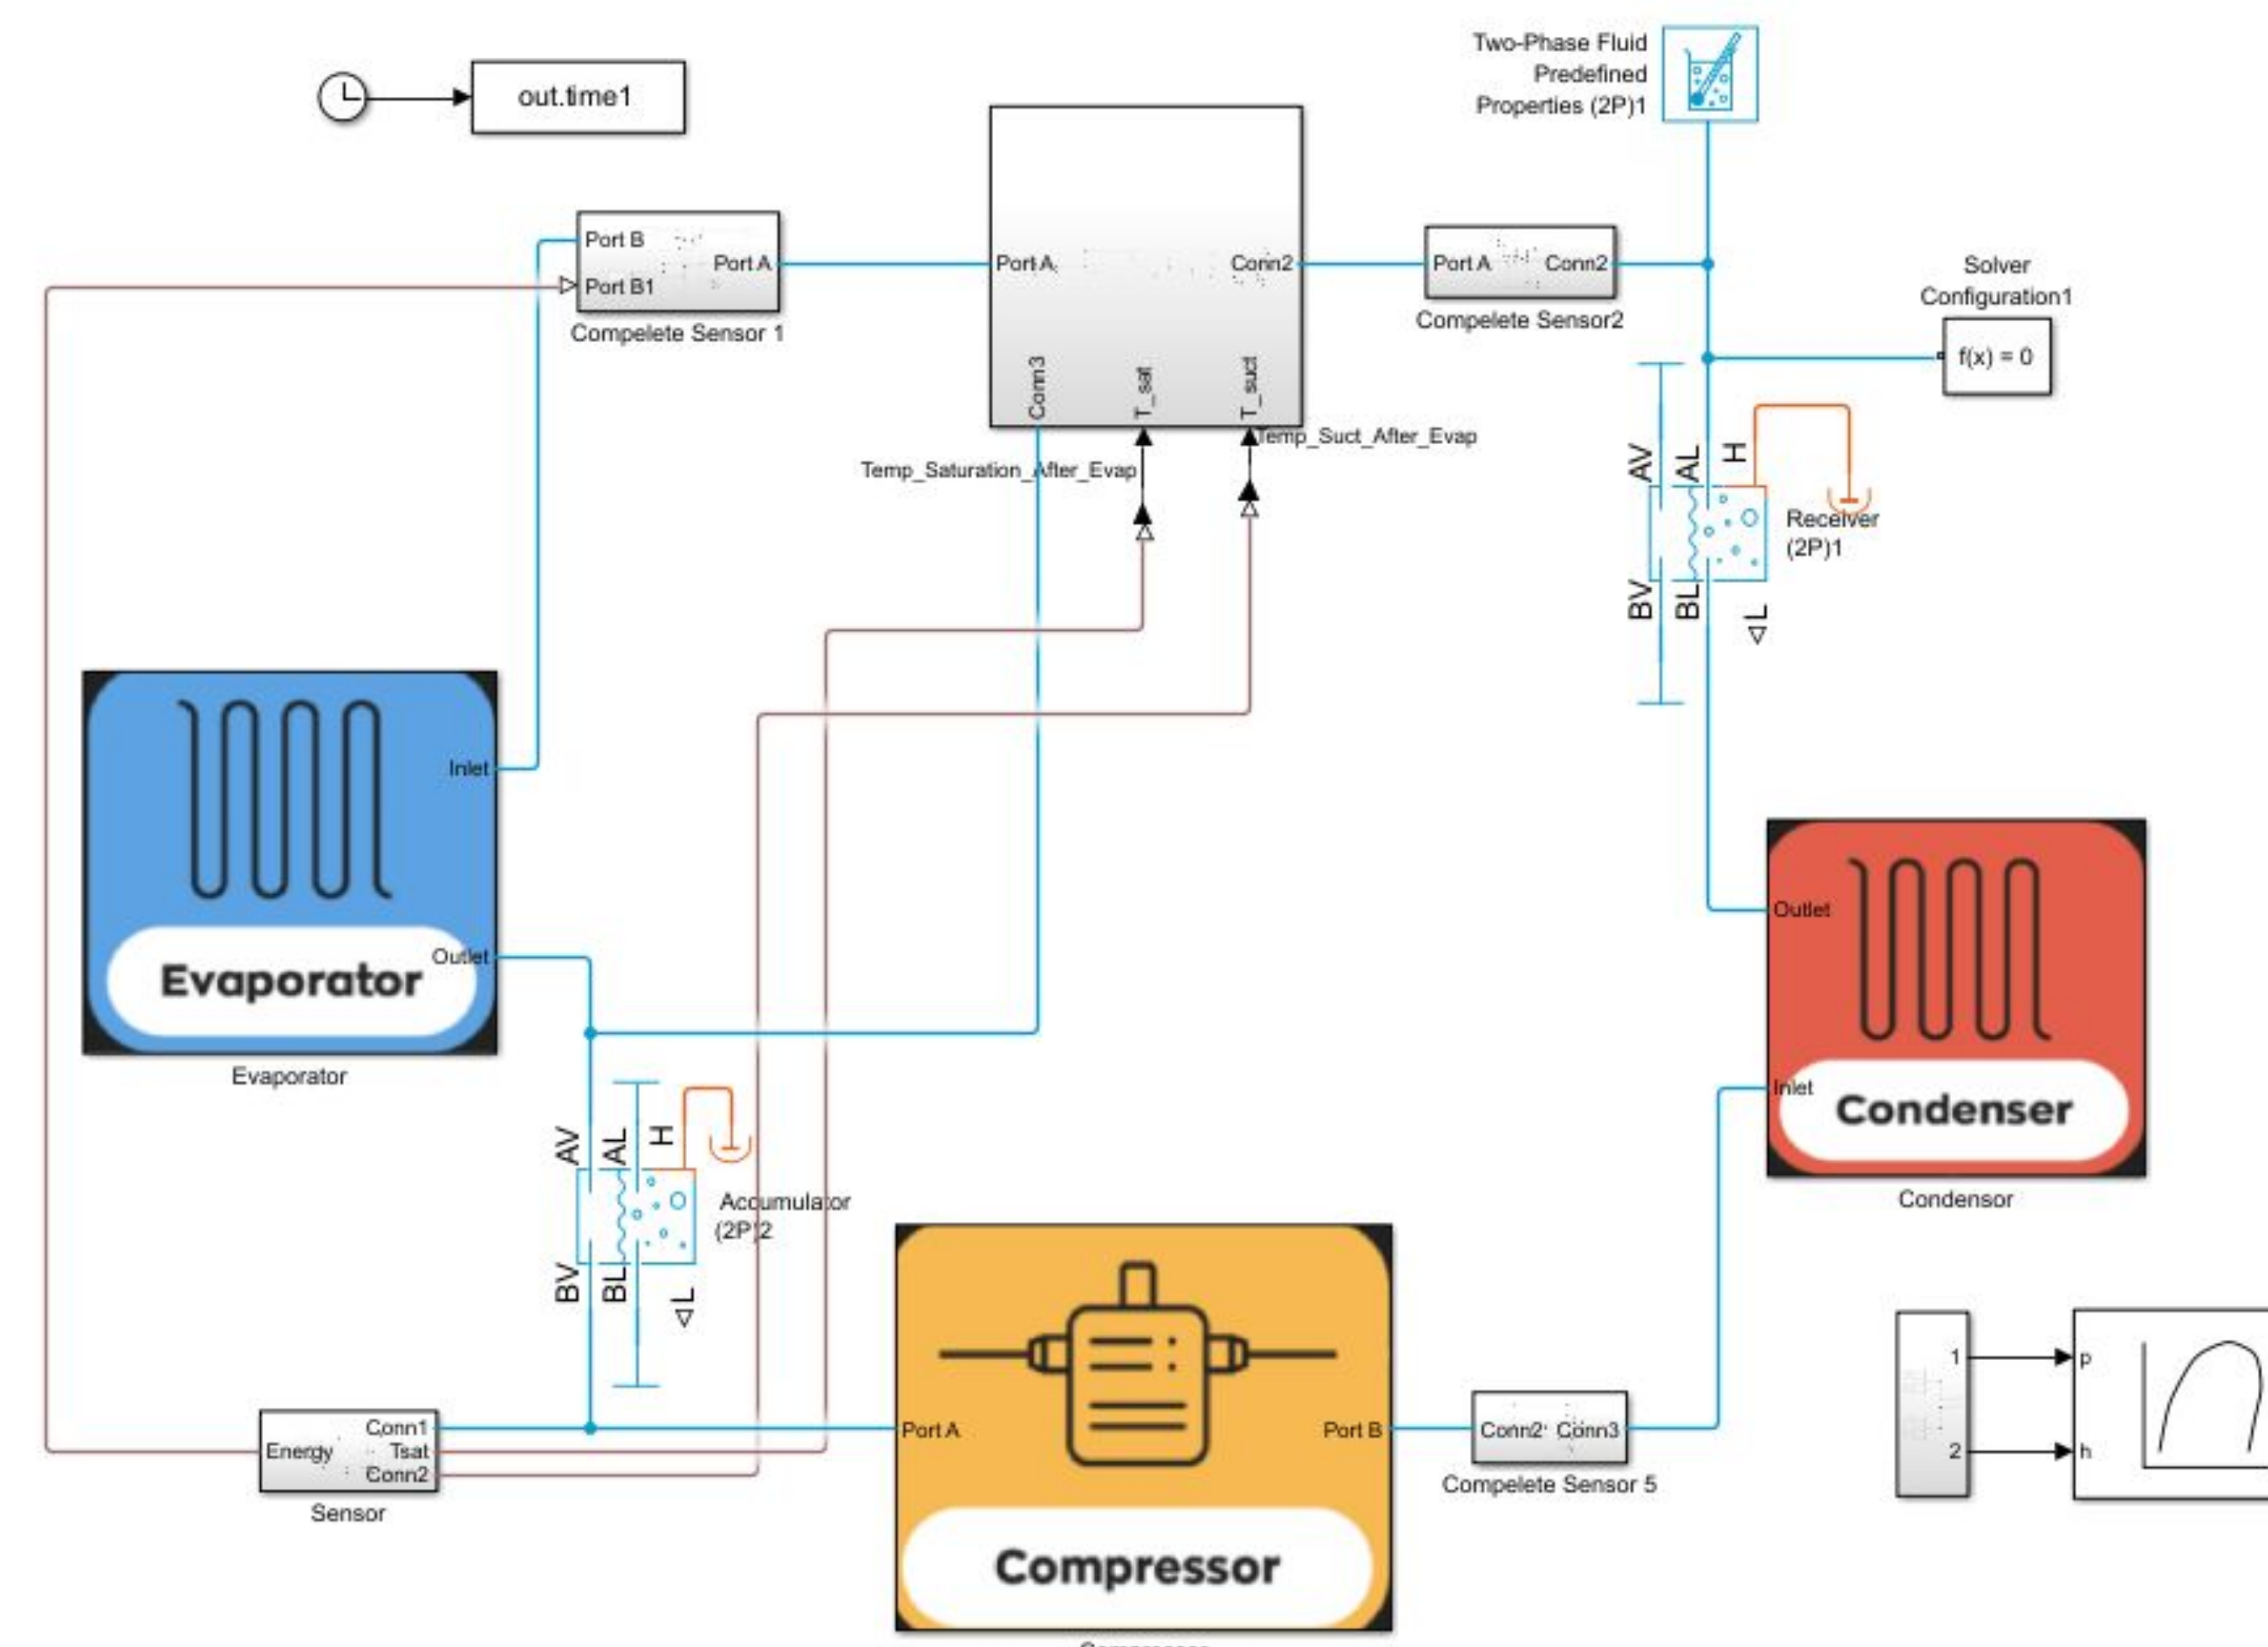 Two-Phase Fluid
Predefined
Properties (2P)1
out.time1
Port B
Port A
Port B1
Compelete Sensor 1
Port A
Conn2
Conn3
T_sat
T_suct
Port A
Conn2
Compelete Sensor2
Solver
Configuration1
f(x) = 0
Temp_Suct_After_Evap
Temp_Saturation_After_Evap
AV
AL
H
Receiver
(2P)1
BV
BL
L
Inlet
Outlet
Evaporator
Evaporator
Outlet
Inlet
Condenser
Condensor
AV
AL
H
Accumulator
(2P)2
BV
BL
L
Conn1
Energy
Tsat
Conn2
Sensor
Port A
Port B
Compressor
Conn2
Conn3
Compelete Sensor 5
1
p
2
h